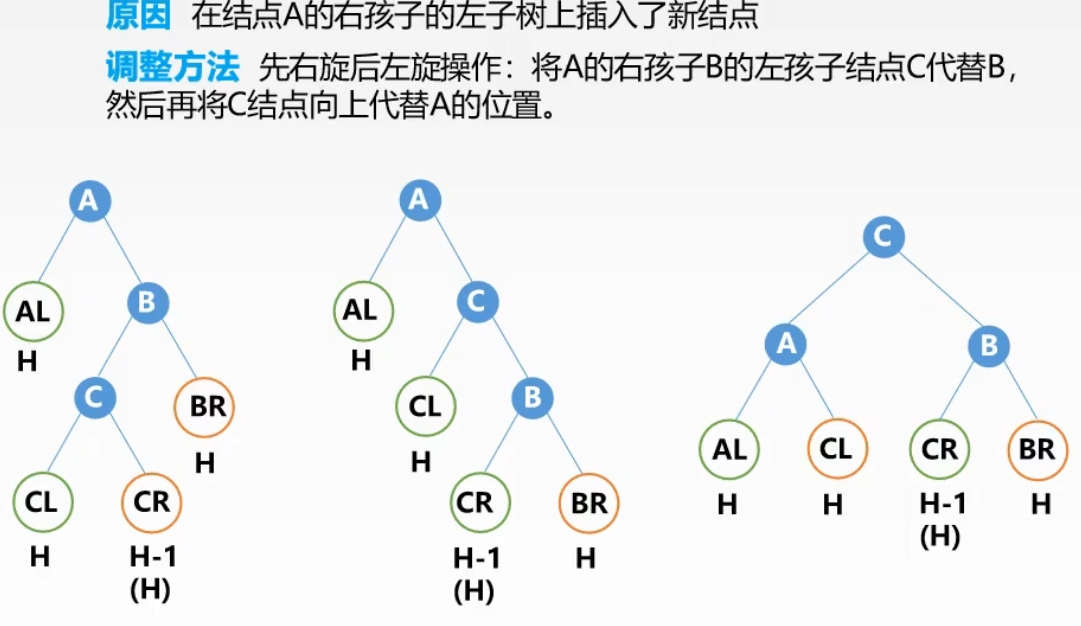 原因 在结点A的右孩子的左子树上插入了新结点
调整方法 先右旋后左旋操作：将A的右孩子B的左孩子结点C代替B，
然后再将C结点向上代替A的位置。
A
AL
H
B
C
BR
H
CL
H
CR
H-1
(H)
A
AL
H
C
CL
H
B
CR
H-1
(H)
BR
H
C
A
B
AL
H
CL
H
CR
H-1
(H)
BR
H